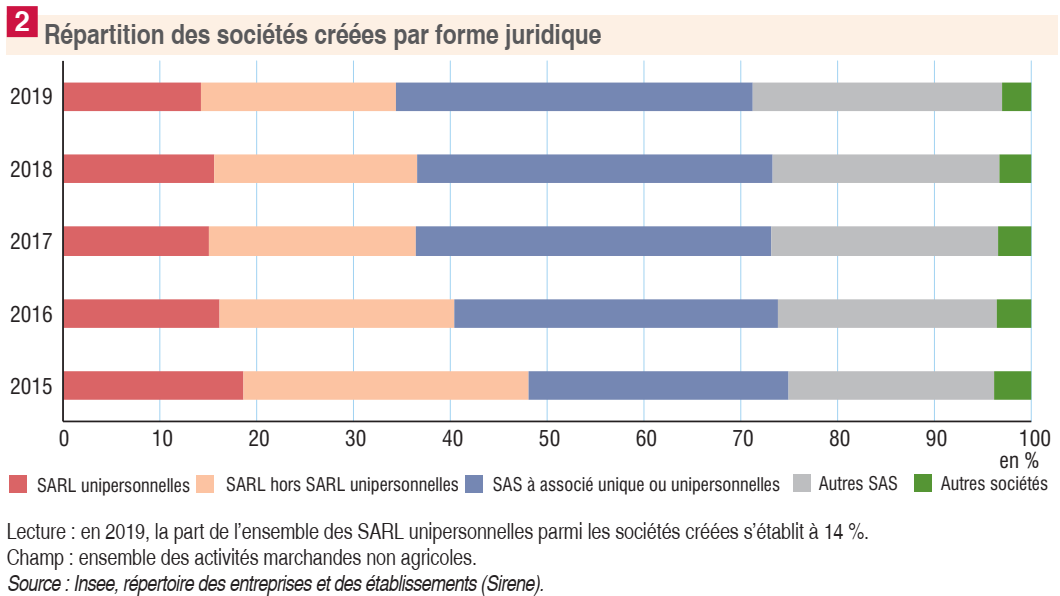 2
Répartition des sociétés créées par forme juridique
2019
2018
2017
2016
2015
0 10 20 30 40 50 60 70 80 90 100
en %
SARL unipersonnelles SARL hors SARL unipersonnelles SAS à associé unique ou unipersonnelles Autres SAS Autres sociétés
Lecture : en 2019, la part de l’ensemble des SARL unipersonnelles parmi les sociétés créées s’établit à 14 %.
Champ : ensemble des activités marchandes non agricoles.
Source : Insee, répertoire des entreprises et des établissements (Sirene).